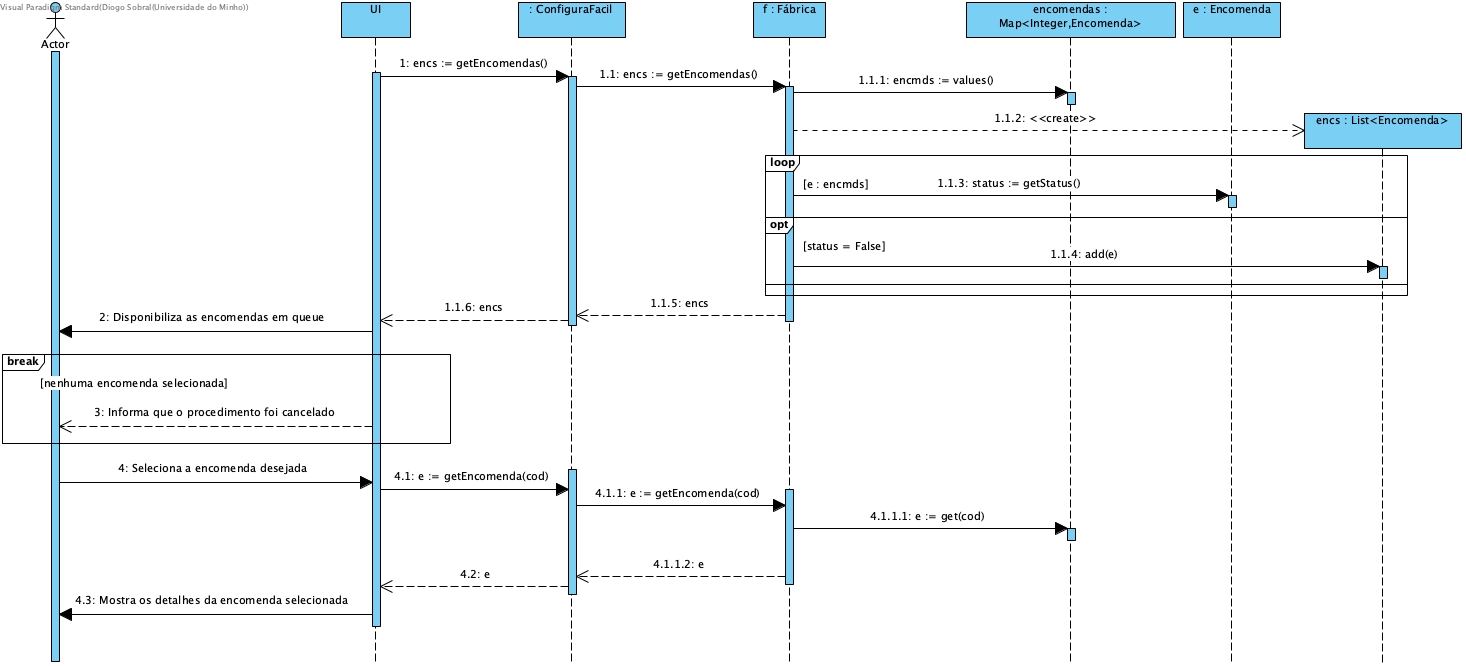 Visual Paradigm Standard(Diogo Sobral(Universidade do Minho))
Actor
UI
: ConfiguraFacil
f : Fábrica
encomendas :
Map<Integer,Encomenda>
e : Encomenda
1: encs := getEncomendas()
1.1: encs := getEncomendas()
1.1.1: encmds := values()
1.1.2: <<create>>
encs : List<Encomenda>
loop
[e : encmds]
1.1.3: status := getStatus()
opt
[status = False]
1.1.4: add(e)
1.1.5: encs
1.1.6: encs
2: Disponibiliza as encomendas em queue
break
[nenhuma encomenda selecionada]
3: Informa que o procedimento foi cancelado
4: Seleciona a encomenda desejada
4.1: e := getEncomenda(cod)
4.1.1: e := getEncomenda(cod)
4.1.1.1: e := get(cod)
4.1.1.2: e
4.2: e
4.3: Mostra os detalhes da encomenda selecionada